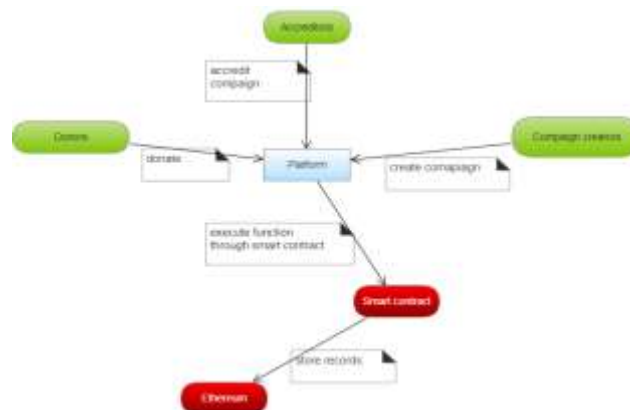 Accreditors
accredit
compaign
Donors
donate
Platform
Compaign creators
create comapaign
execute function
through smart contract
Smart contract
store records
Ethereum